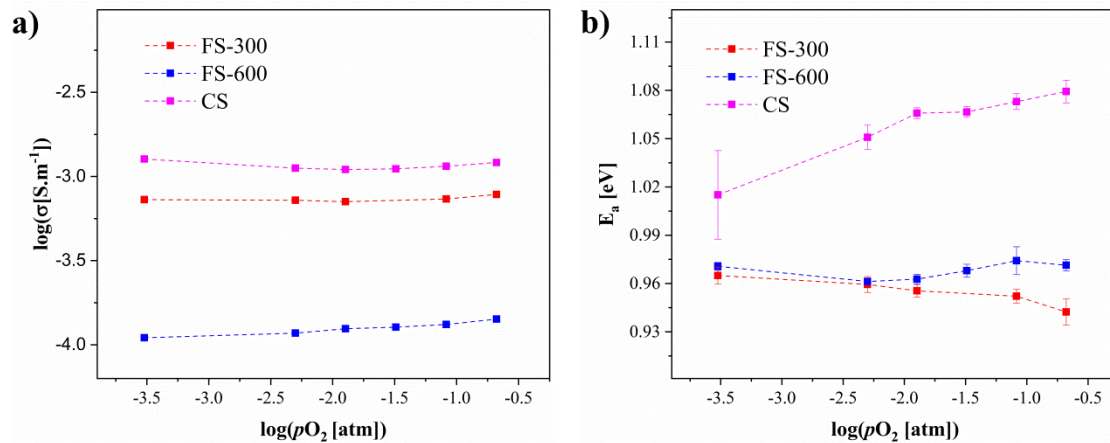 a)
FS-300
FS-600
CS
log(σ[S.m⁻¹])
-2.5
-3.0
-3.5
-4.0
-3.5 -3.0 -2.5 -2.0 -1.5 -1.0 -0.5
log(pO₂ [atm])
b)
FS-300
FS-600
CS
Eₐ [eV]
1.11
1.08
1.05
1.02
0.99
0.96
0.93
-3.5 -3.0 -2.5 -2.0 -1.5 -1.0 -0.5
log(pO₂ [atm])